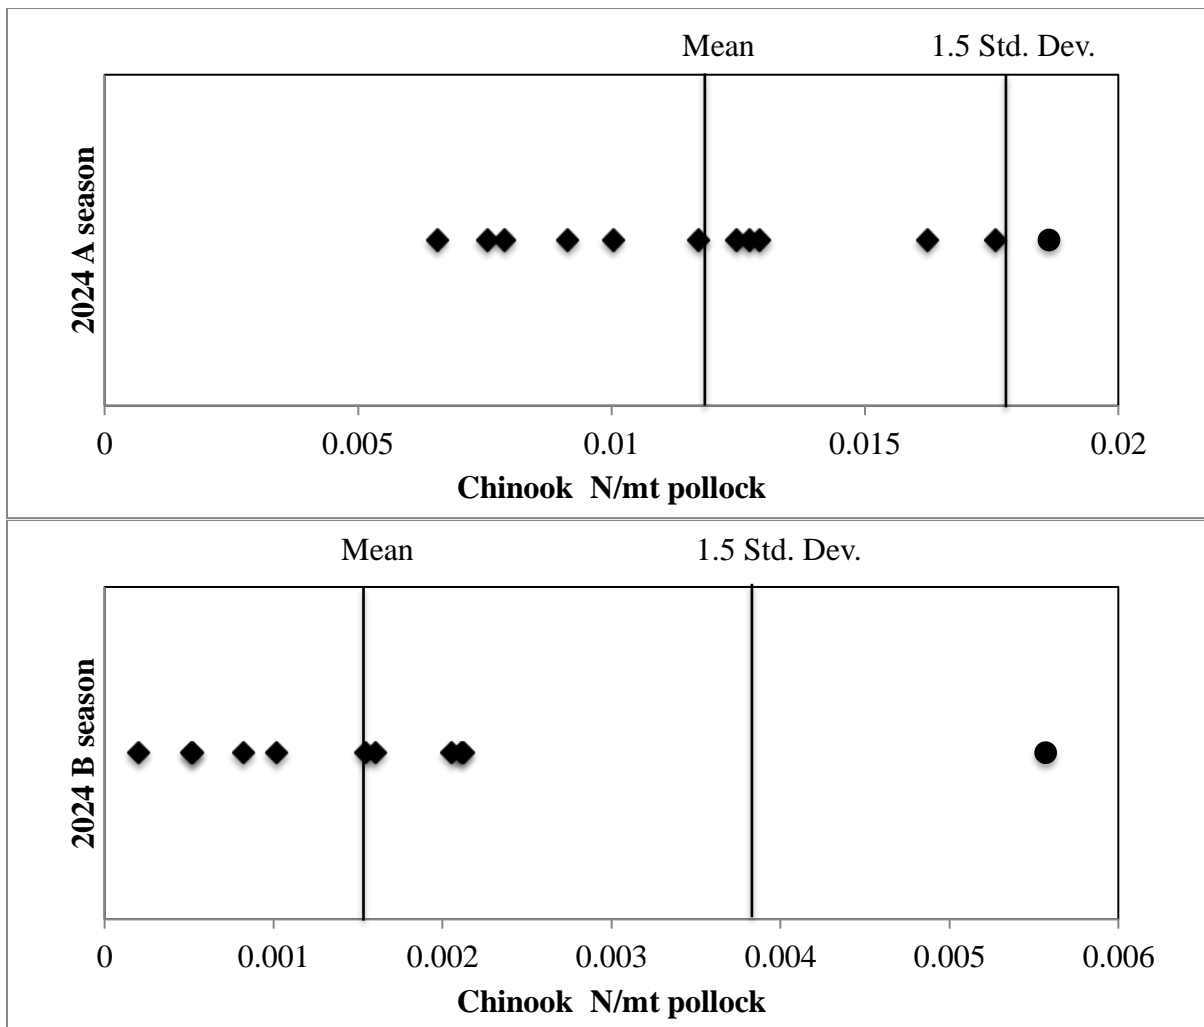 Mean 1.5 Std. Dev.
2024 A season
0 0.005 0.01 0.015 0.02
Chinook N/mt pollock
Mean 1.5 Std. Dev.
2024 B season
0 0.001 0.002 0.003 0.004 0.005 0.006
Chinook N/mt pollock